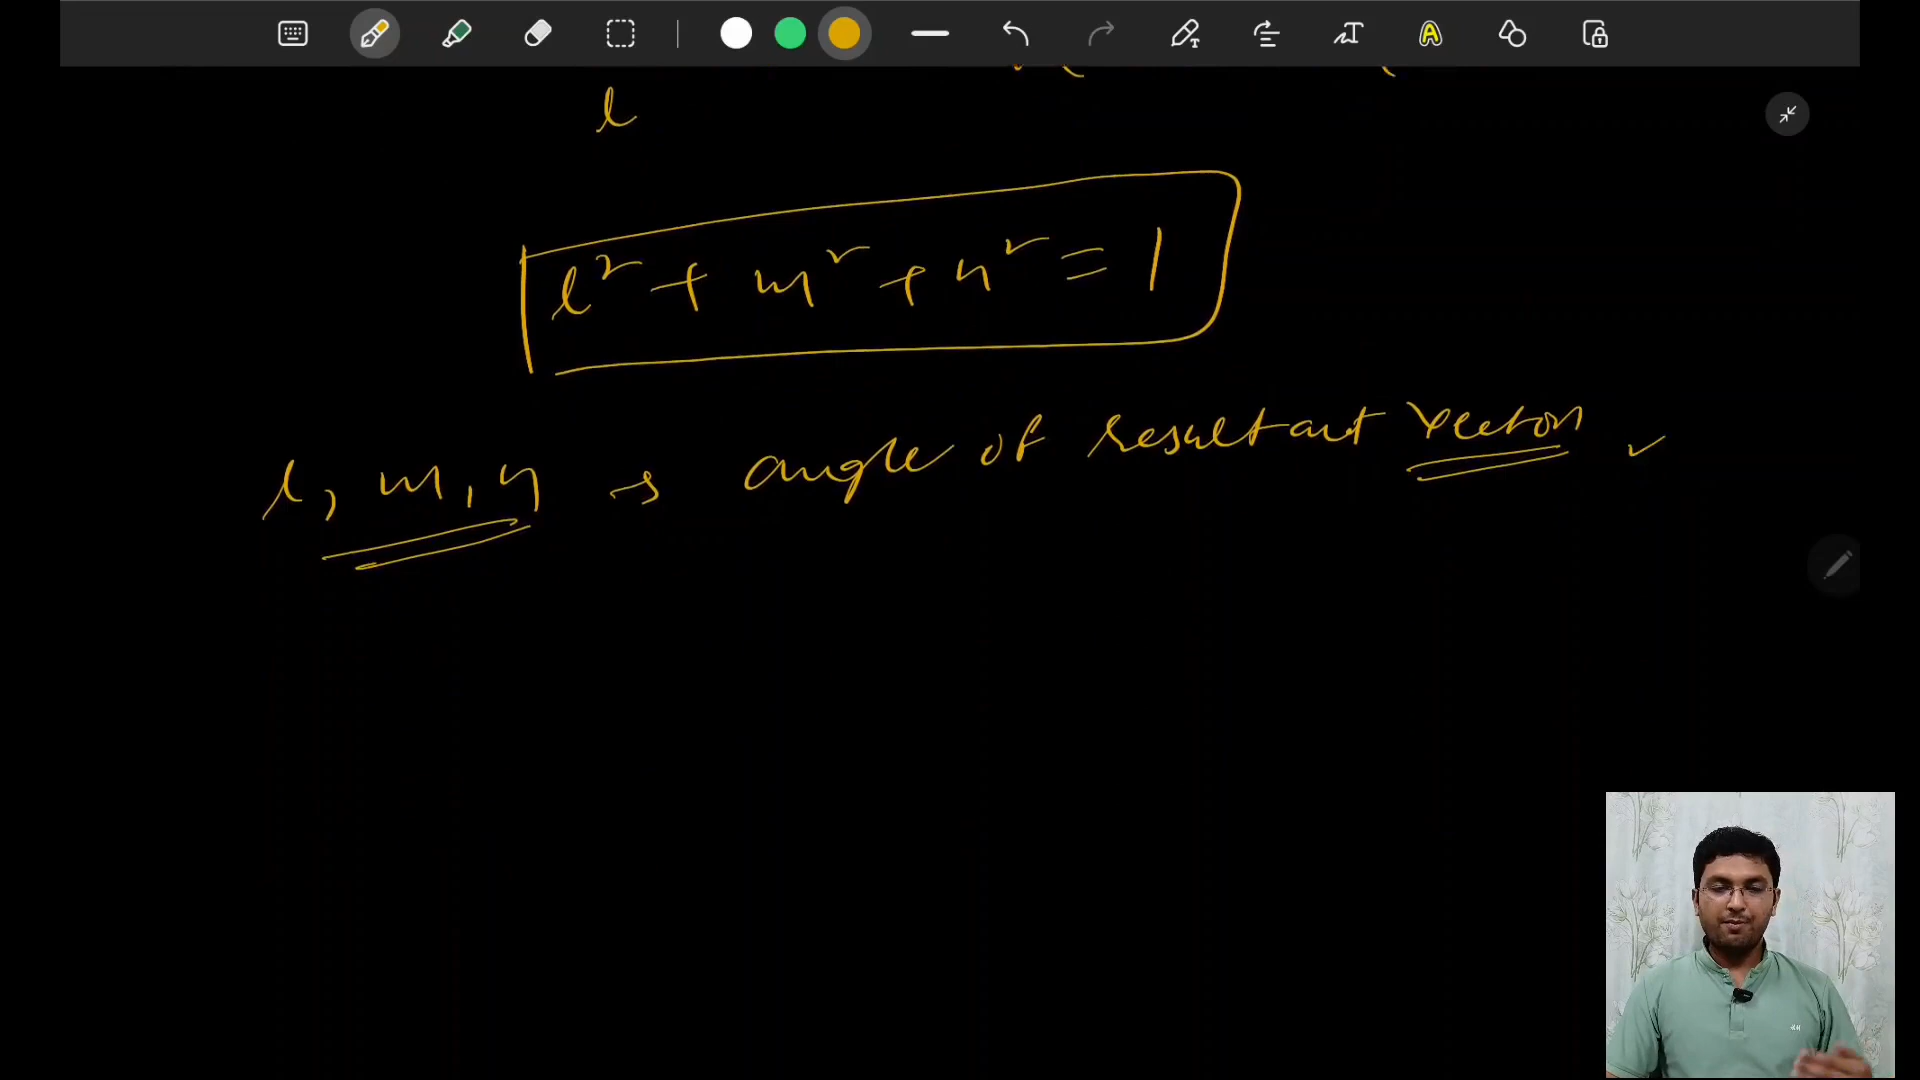 l
l² + m² + n² = 1
l, m, n → angle of resultant vector ✓